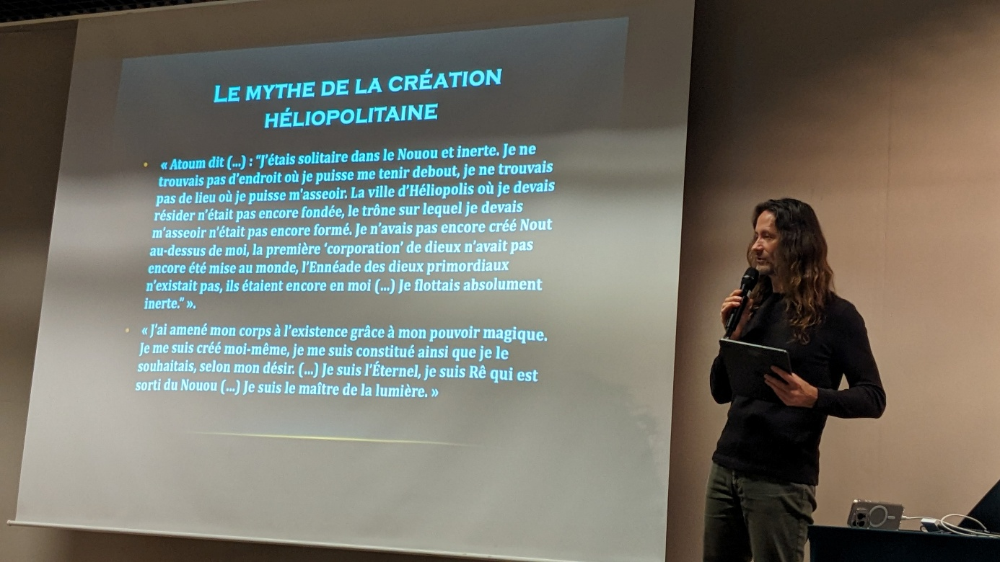 LE MYTHE DE LA CRÉATION
HÉLIOPOLITAINE
• « Atoum dit (...) : "J'étais solitaire dans le Nouou et inerte. Je ne
trouvais pas d'endroit où je puisse me tenir debout, je ne trouvais
pas de lieu où je puisse m'asseoir. La ville d'Héliopolis où je devais
résider n'était pas encore fondée, le trône sur lequel je devais
m'asseoir n'était pas encore formé. Je n'avais pas encore créé Nout
au-dessus de moi, la première 'corporation' de dieux n'avait pas
encore été mise au monde, l'Ennéade des dieux primordiaux
n'existait pas, ils étaient encore en moi (...) Je flottais absolument
inerte." ».
• « J'ai amené mon corps à l'existence grâce à mon pouvoir magique.
Je me suis créé moi-même, je me suis constitué ainsi que je le
souhaitais, selon mon désir. (...) Je suis l'Éternel, je suis Rê qui est
sorti du Nouou (...) Je suis le maître de la lumière. »